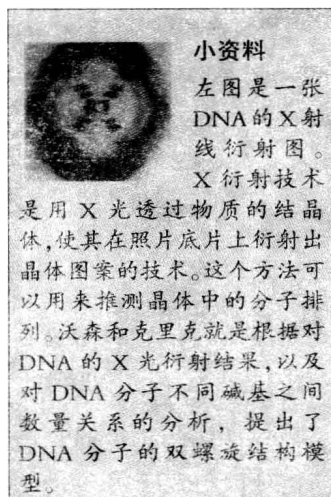 小资料
左图是一张
DNA的X射
线衍射图。
X衍射技术
是用X光透过物质的结晶
体,使其在照片底片上衍射出
晶体图案的技术。这个方法可
以用来推测晶体中的分子排
列。沃森和克里克就是根据对
DNA的X光衍射结果,以及
对DNA分子不同碱基之间
数量关系的分析,提出了
DNA分子的双螺旋结构模
型。